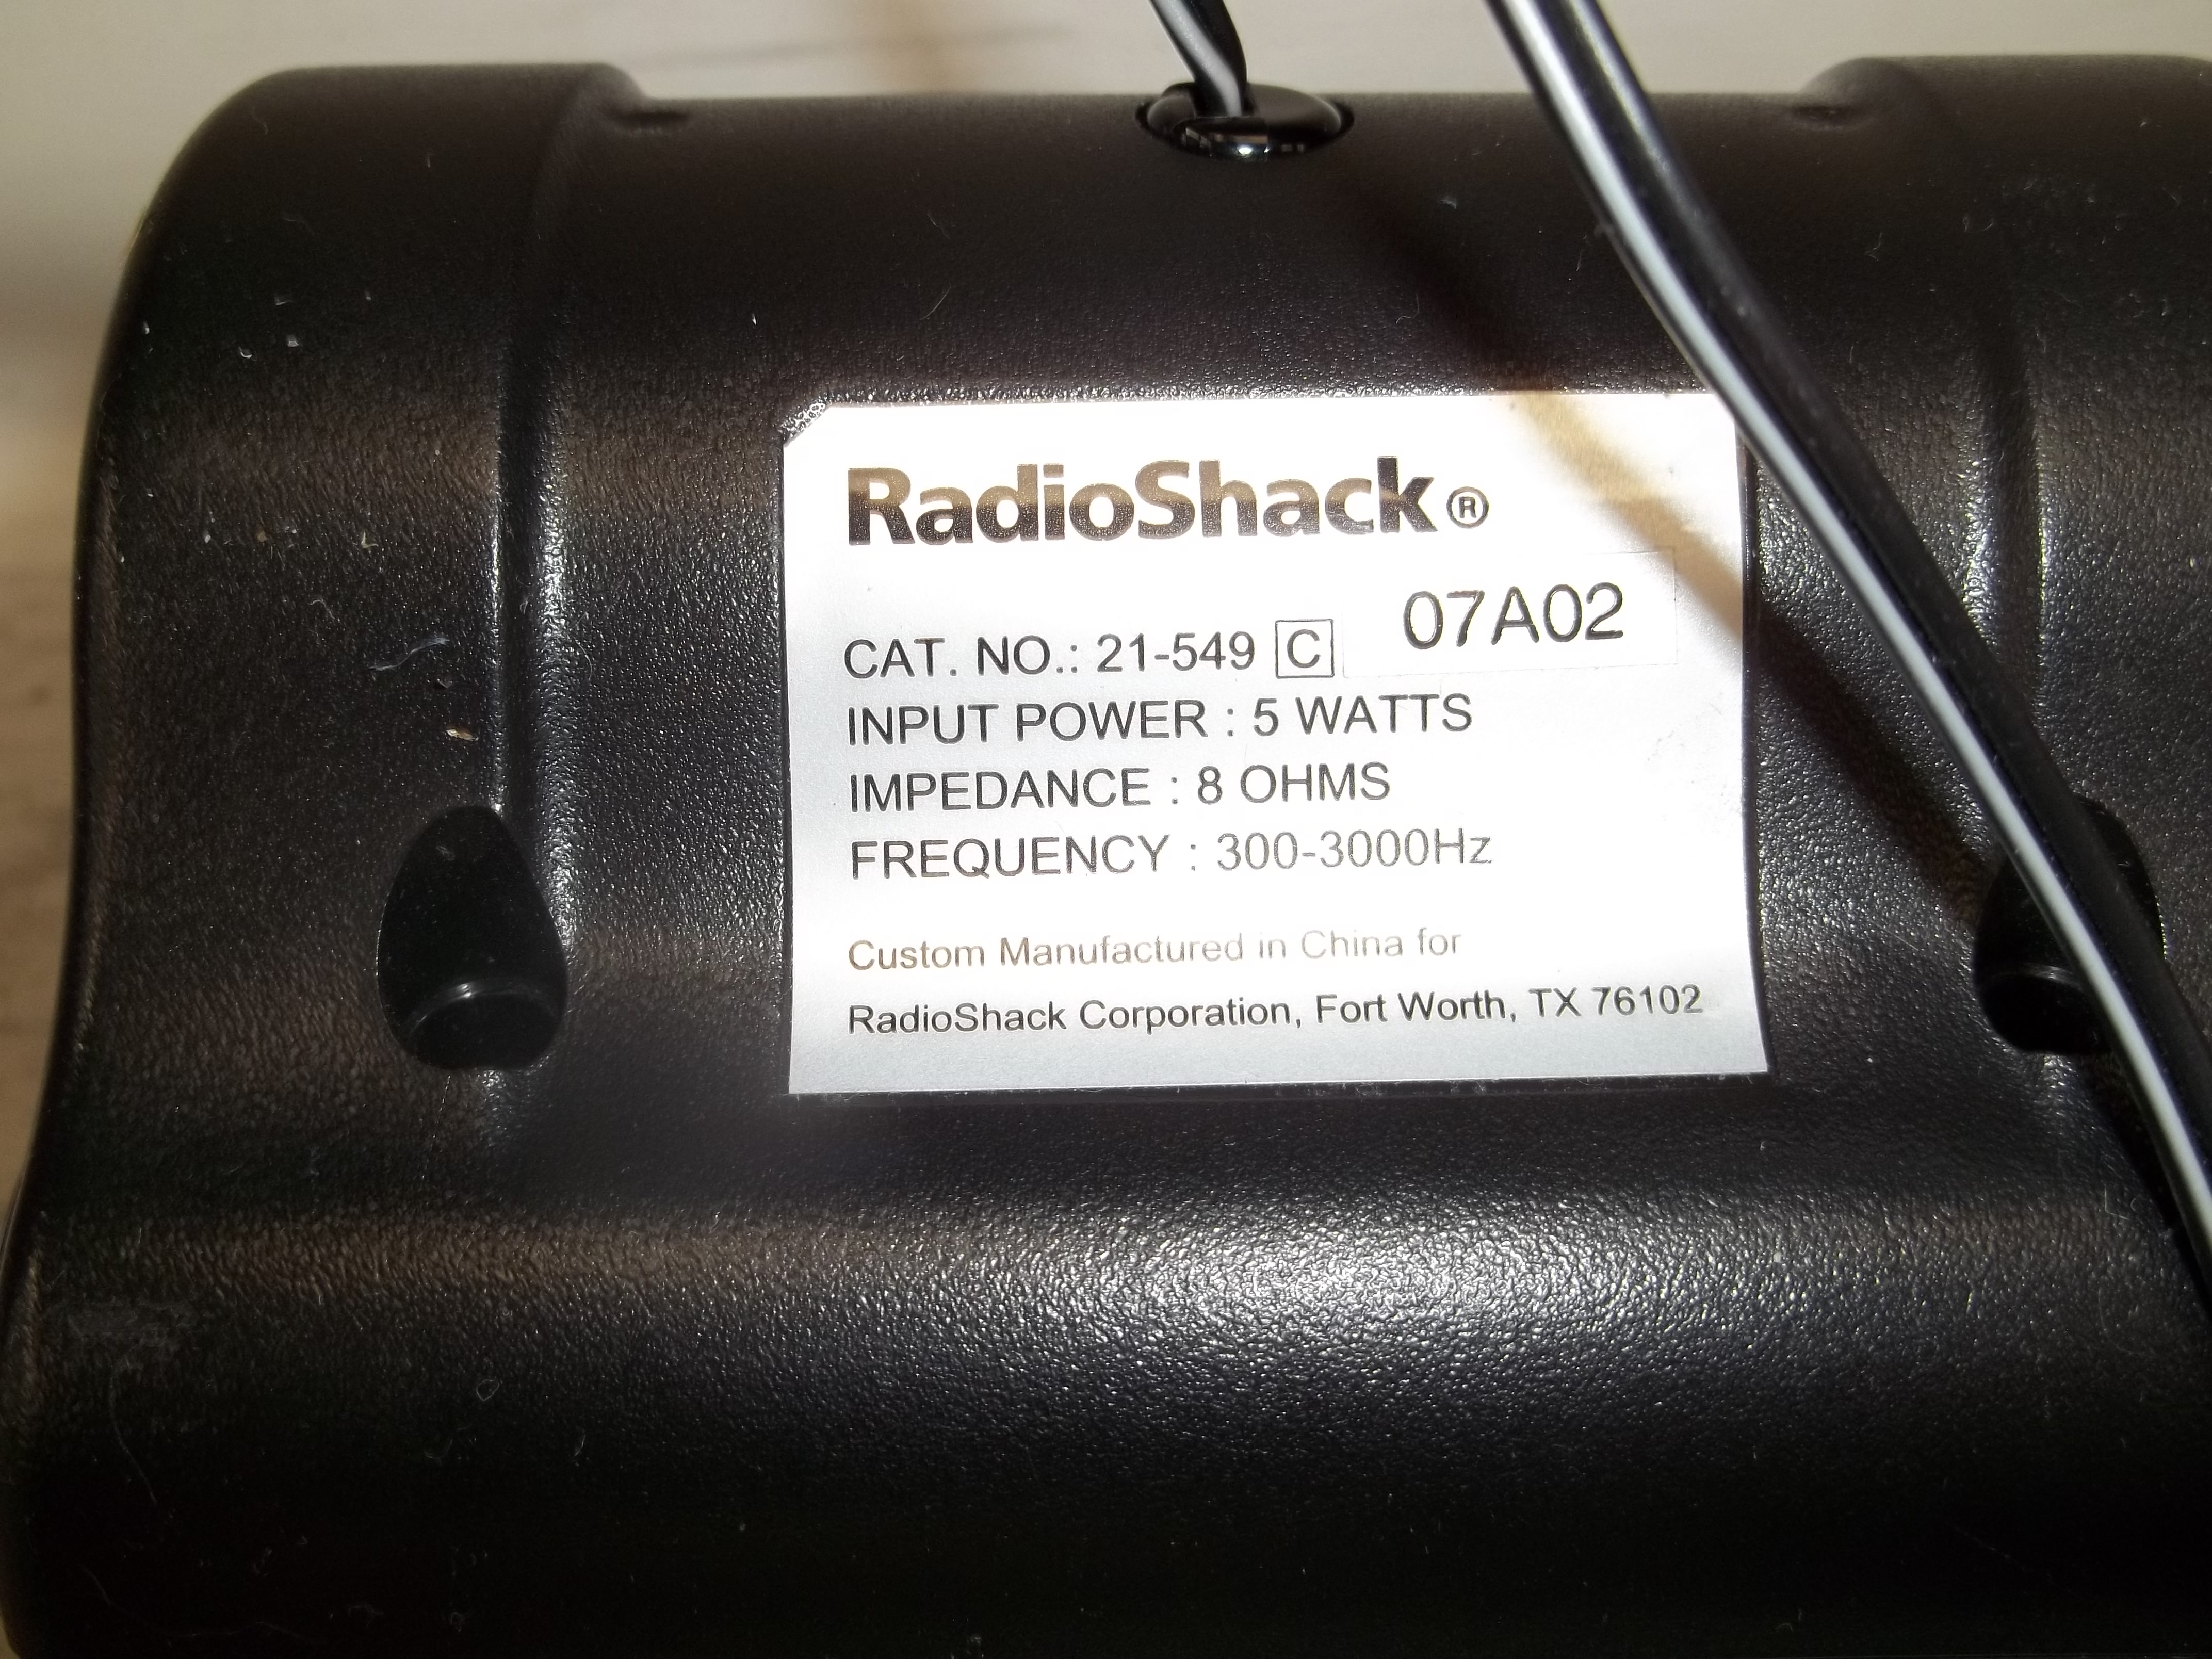 RadioShack®
CAT. NO.: 21-549 C 07A02
INPUT POWER : 5 WATTS
IMPEDANCE : 8 OHMS
FREQUENCY : 300-3000Hz
Custom Manufactured in China for
RadioShack Corporation, Fort Worth, TX 76102